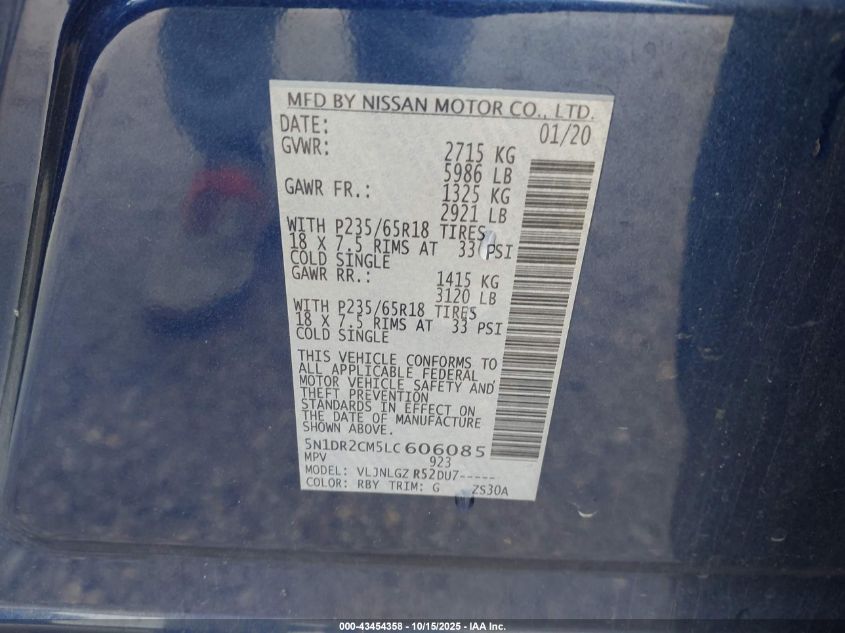 MFD BY NISSAN MOTOR CO., LTD.
DATE: 01/20
GVWR: 2715 KG
5986 LB
GAWR FR.: 1325 KG
2921 LB
WITH P235/65R18 TIRES
18 X 7.5 RIMS AT 33 PSI
COLD SINGLE
GAWR RR.: 1415 KG
3120 LB
WITH P235/65R18 TIRES
18 X 7.5 RIMS AT 33 PSI
COLD SINGLE
THIS VEHICLE CONFORMS TO
ALL APPLICABLE FEDERAL
MOTOR VEHICLE SAFETY AND
THEFT PREVENTION
STANDARDS IN EFFECT ON
THE DATE OF MANUFACTURE
SHOWN ABOVE.
5N1DR2CM5LC606085
MPV 923
MODEL: VLJNLGZ R52DU7-----
COLOR: RBY TRIM: G ZS30A
000-43454358 - 10/15/2025 - IAA Inc.